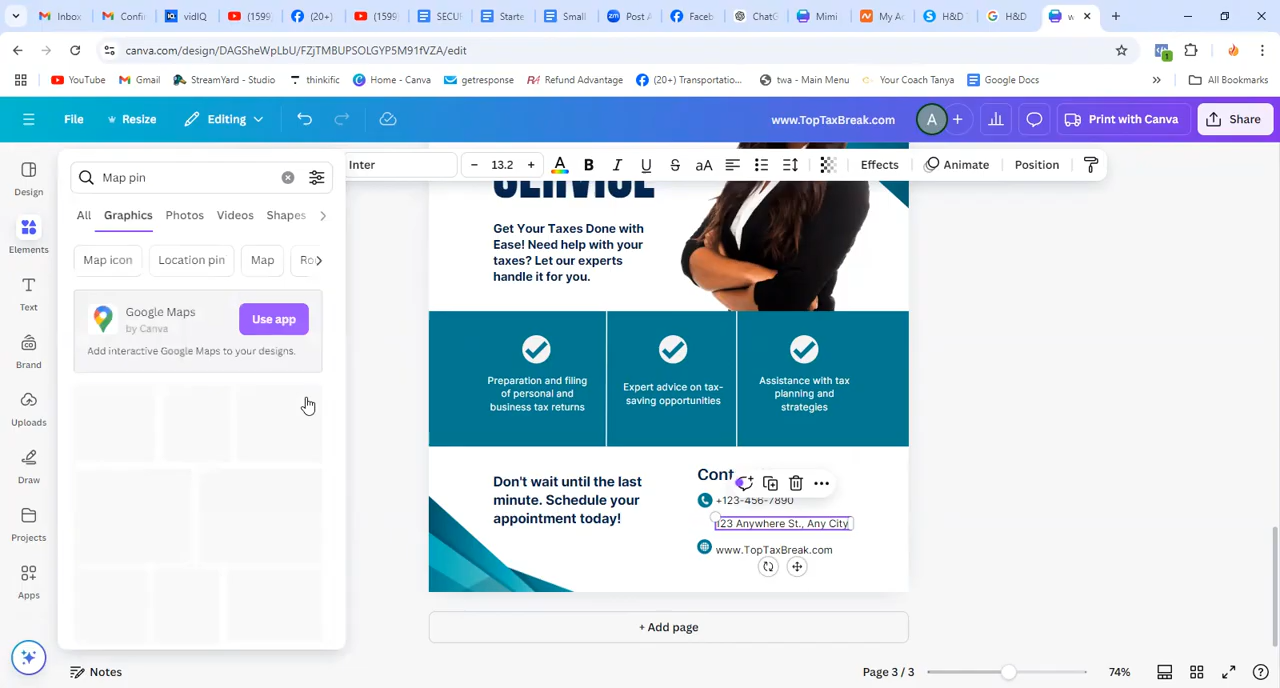 Inbox
Confir
vidIQ
(1599)
(20+)
(1599)
SECUR
Starte
Small
Post A
Faceb
ChatG
Mimi
My Ac
H&D T
H&D
w
canva.com/design/DAGSheWpLbU/FZjTMBUPSOLGYP5M91fVZA/edit
YouTube
Gmail
StreamYard - Studio
thinkific
Home - Canva
getresponse
Refund Advantage
(20+) Transportatio...
twa - Main Menu
Your Coach Tanya
Google Docs
All Bookmarks
File
Resize
Editing
www.TopTaxBreak.com
A
Print with Canva
Share
Design
Elements
Text
Brand
Uploads
Draw
Projects
Apps
Map pin
All
Graphics
Photos
Videos
Shapes
Map icon
Location pin
Map
Ro
Google Maps
by Canva
Use app
Add interactive Google Maps to your designs.
Inter
– 13.2 +
A B I U S aA
Effects
Animate
Position
SERVICE
Get Your Taxes Done with
Ease! Need help with your
taxes? Let our experts
handle it for you.
Preparation and filing
of personal and
business tax returns
Expert advice on tax-
saving opportunities
Assistance with tax
planning and
strategies
Don't wait until the last
minute. Schedule your
appointment today!
Cont
+123-456-7890
123 Anywhere St., Any City
www.TopTaxBreak.com
+ Add page
Notes
Page 3 / 3
74%